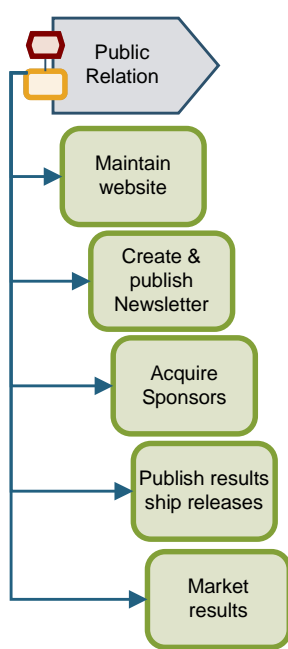 Public
Relation
Maintain
website
Create &
publish
Newsletter
Acquire
Sponsors
Publish results
ship releases
Market
results